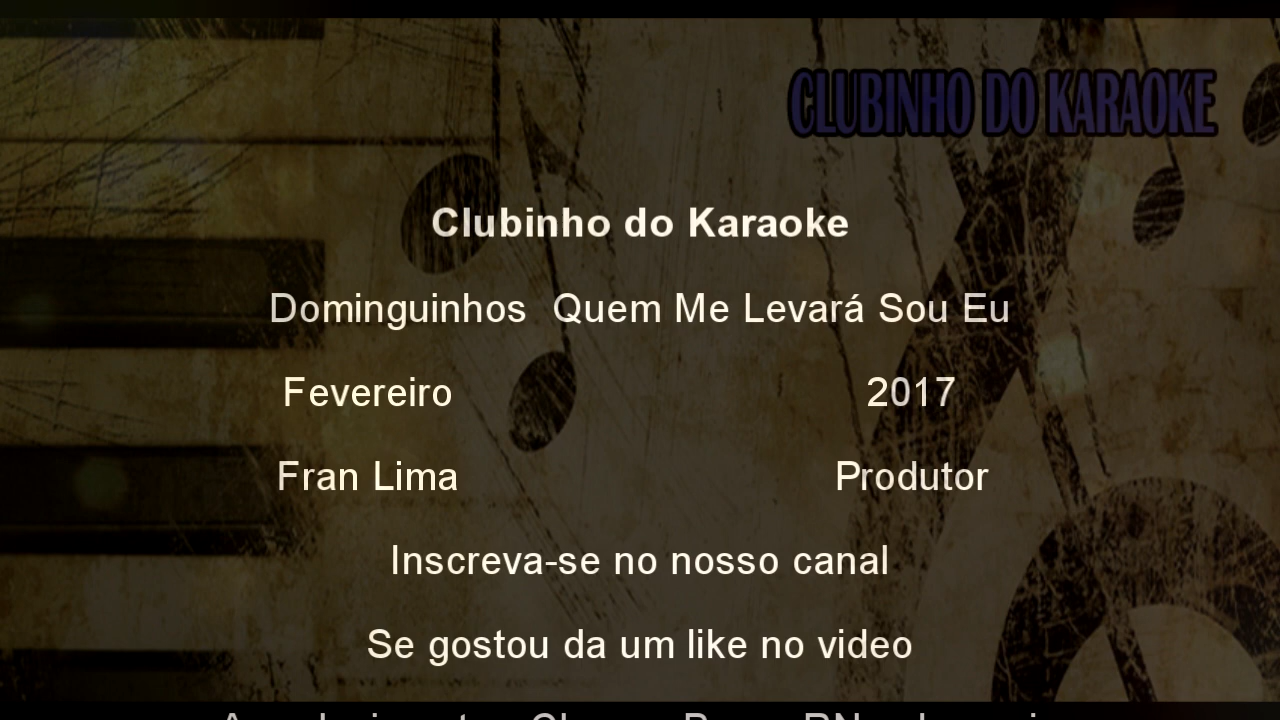 CLUBINHO DO KARAOKE
Clubinho do Karaoke
Dominguinhos Quem Me Levará Sou Eu
Fevereiro 2017
Fran Lima Produtor
Inscreva-se no nosso canal
Se gostou da um like no video